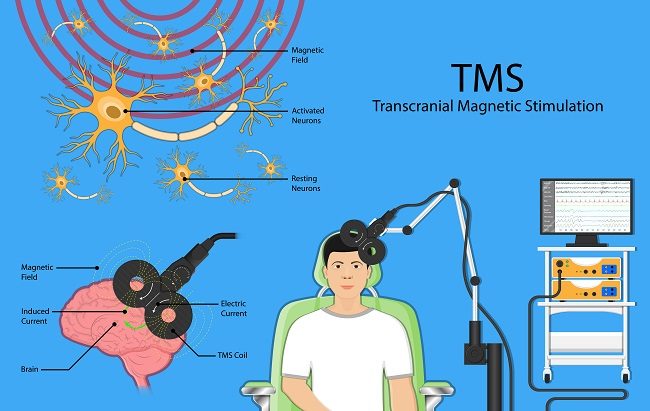 Magnetic
Field
Activated
Neurons
Resting
Neurons
TMS
Transcranial Magnetic Stimulation
Magnetic
Field
Induced
Current
Brain
Electric
Current
TMS Coil